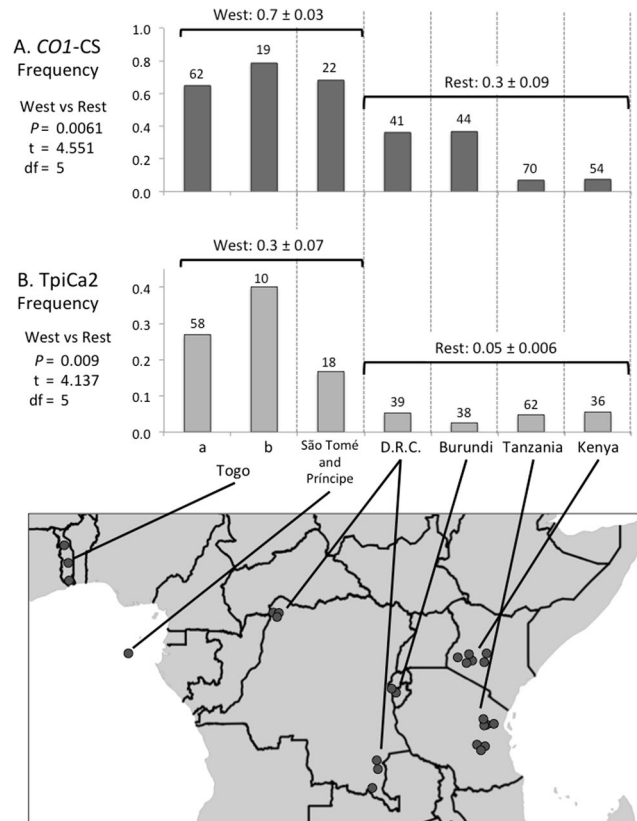 West: 0.7 ± 0.03
A. CO1-CS
Frequency
West vs Rest
P = 0.0061
t = 4.551
df = 5
1.0
0.8
0.6
0.4
0.2
0.0
62
19
22
Rest: 0.3 ± 0.09
41
44
70
54
West: 0.3 ± 0.07
B. TpiCa2
Frequency
West vs Rest
P = 0.009
t = 4.137
df = 5
0.4
0.3
0.2
0.1
0.0
58
10
18
Rest: 0.05 ± 0.006
39
38
62
36
a
b
São Tomé
and
Príncipe
D.R.C.
Burundi
Tanzania
Kenya
Togo